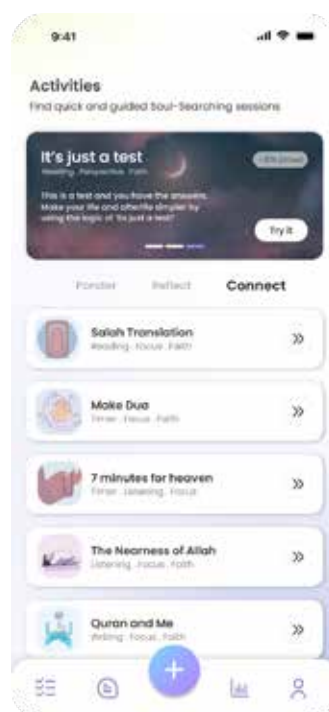 9:41
Activities
Find quick and guided Soul-Searching sessions
It's just a test
Reading . Perspective . Faith
This is a test and you have the answers.
Make your life and afterlife simpler by
using the logic of 'its just a test!'
Try it
Ponder Reflect Connect
Salah Translation
Reading . Focus . Faith
Make Dua
Timer . Focus . Faith
7 minutes for heaven
Timer . Listening . Focus
The Nearness of Allah
Listening . Focus . Faith
Quran and Me
Writing . Focus . Faith